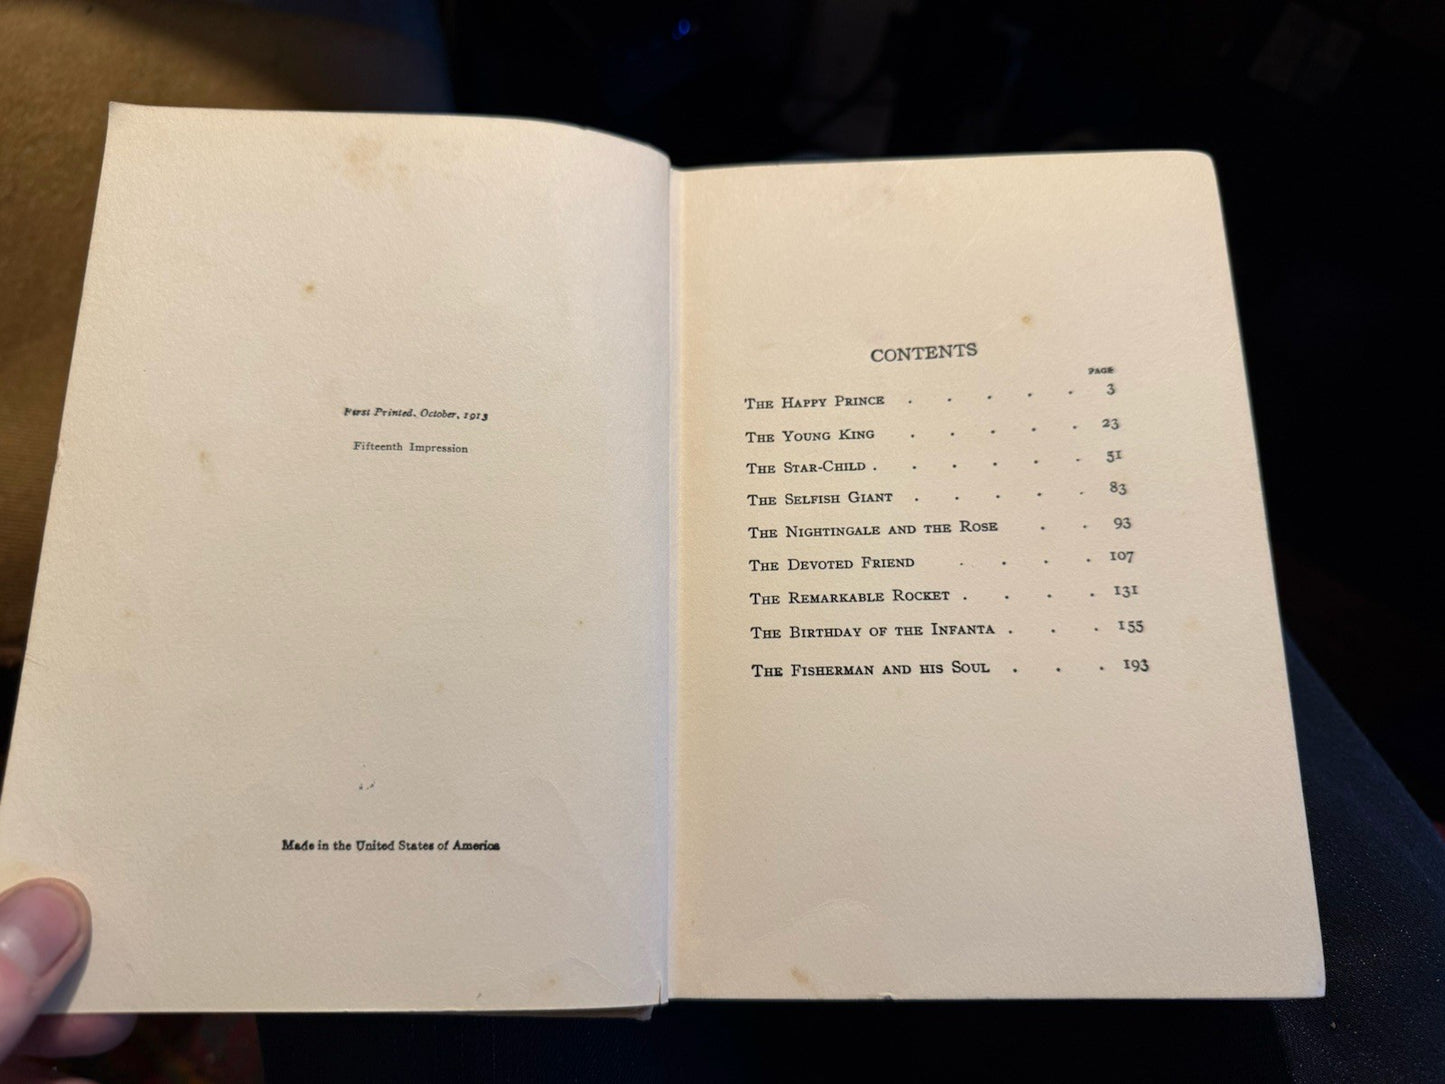 First Printed, October, 1913
Fifteenth Impression
Made in the United States of America
CONTENTS
PAGE
THE HAPPY PRINCE . . . . . 3
THE YOUNG KING . . . . . 23
THE STAR-CHILD . . . . . . 51
THE SELFISH GIANT . . . . . 83
THE NIGHTINGALE AND THE ROSE . . 93
THE DEVOTED FRIEND . . . . 107
THE REMARKABLE ROCKET . . . . 131
THE BIRTHDAY OF THE INFANTA . . . 155
THE FISHERMAN AND HIS SOUL . . . 193